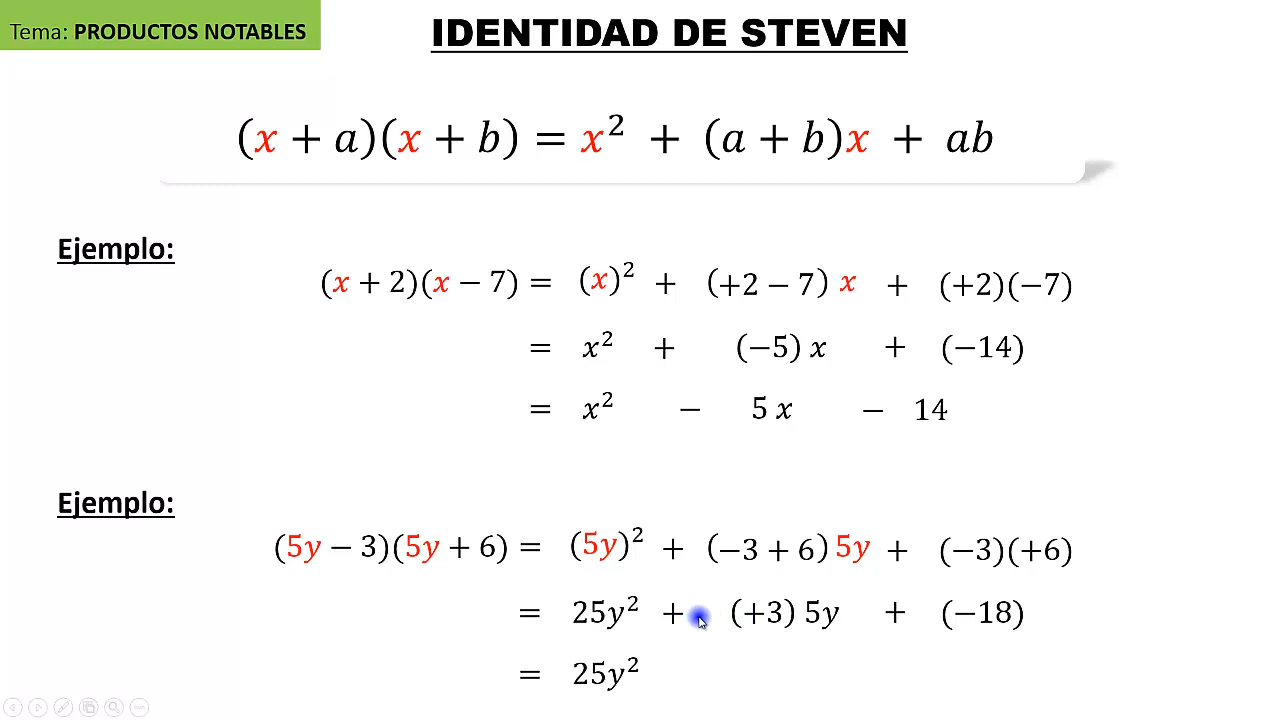 Tema: PRODUCTOS NOTABLES
IDENTIDAD DE STEVEN
(x + a)(x + b) = x² + (a + b)x + ab
Ejemplo:
(x + 2)(x − 7) = (x)² + (+2 − 7) x + (+2)(−7)
= x² + (−5) x + (−14)
= x² − 5 x − 14
Ejemplo:
(5y − 3)(5y + 6) = (5y)² + (−3 + 6) 5y + (−3)(+6)
= 25y² + (+3) 5y + (−18)
= 25y²